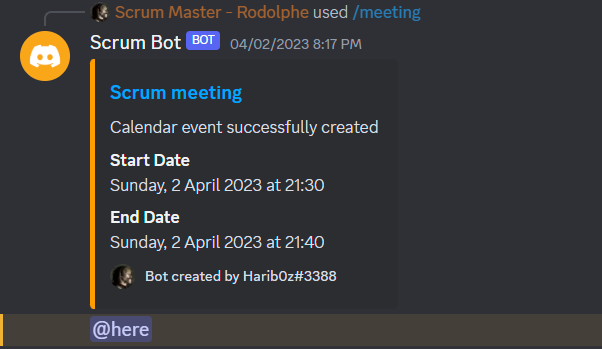 Scrum Master - Rodolphe used /meeting
Scrum Bot BOT 04/02/2023 8:17 PM
Scrum meeting
Calendar event successfully created
Start Date
Sunday, 2 April 2023 at 21:30
End Date
Sunday, 2 April 2023 at 21:40
Bot created by Harib0z#3388
@here